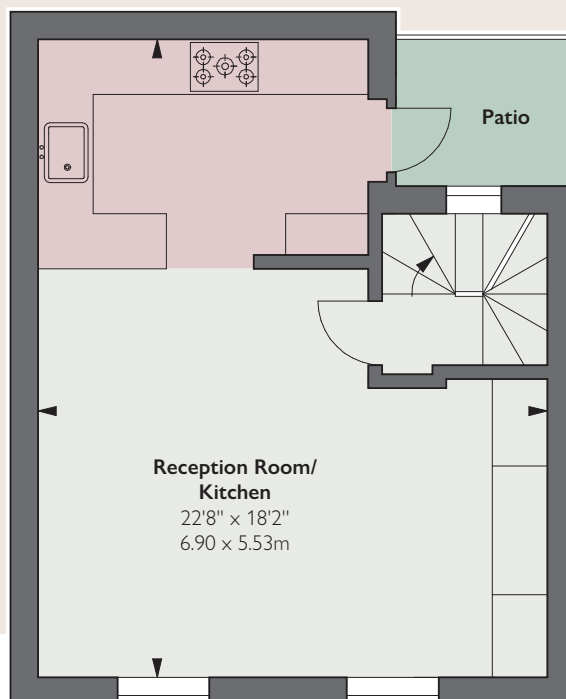 Patio
Reception Room/
Kitchen
22'8" x 18'2"
6.90 x 5.53m